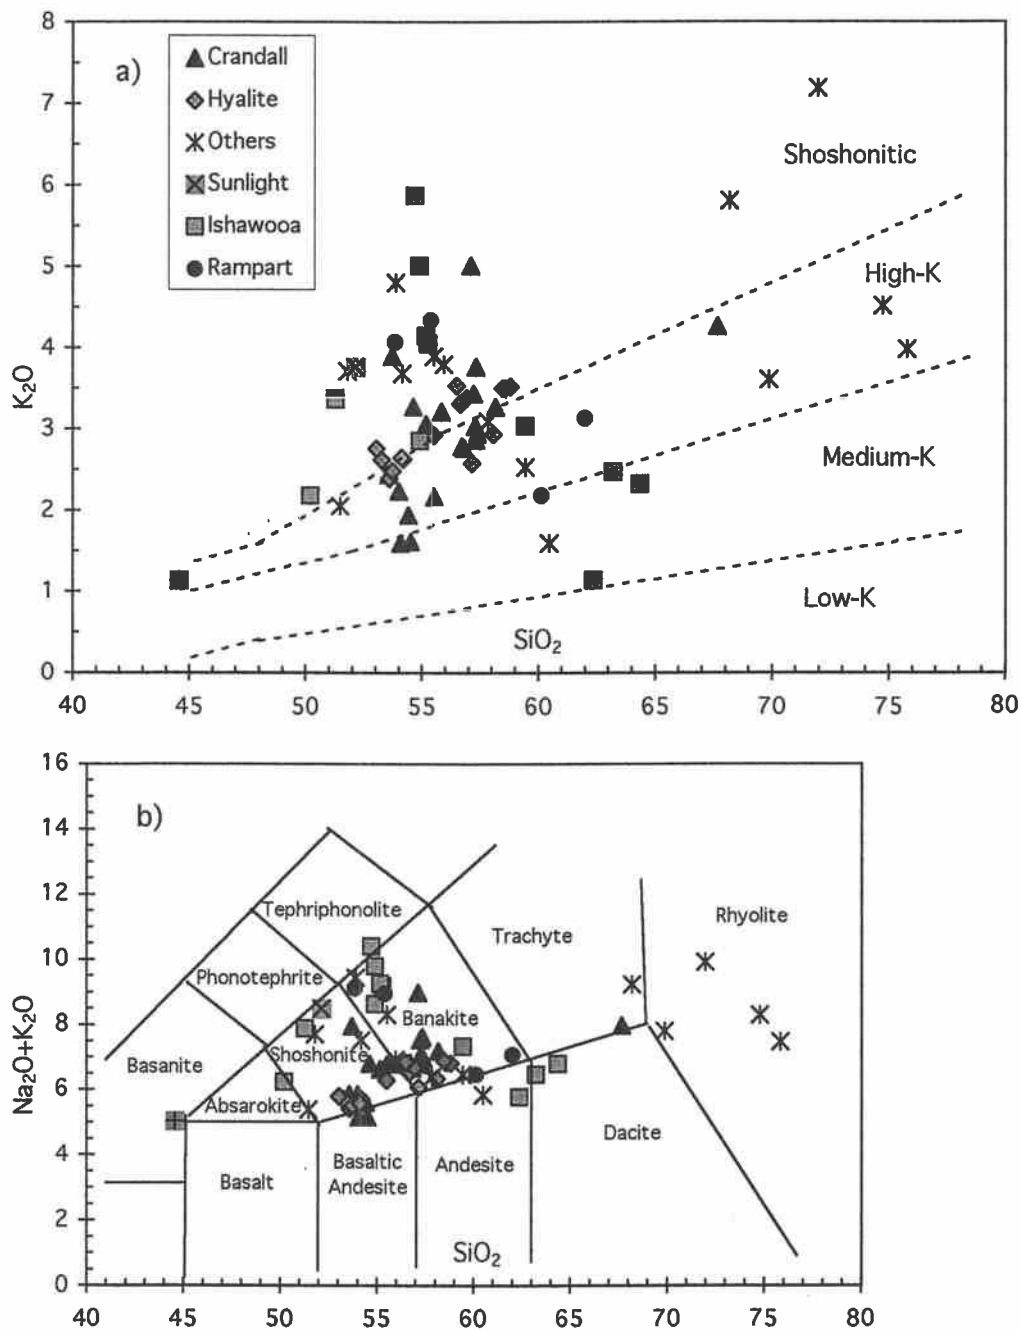 8
7
6
5
4
3
2
1
0
K₂O
a)
Crandall
Hyalite
Others
Sunlight
Ishawooa
Rampart
Shoshonitic
High-K
Medium-K
Low-K
SiO₂
40 45 50 55 60 65 70 75 80
16
14
12
10
8
6
4
2
0
Na₂O+K₂O
b)
Tephriphonolite
Trachyte
Rhyolite
Phonotephrite
Banakite
Basanite
Shoshonite
Absarokite
Dacite
Basalt
Basaltic
Andesite
Andesite
SiO₂
40 45 50 55 60 65 70 75 80